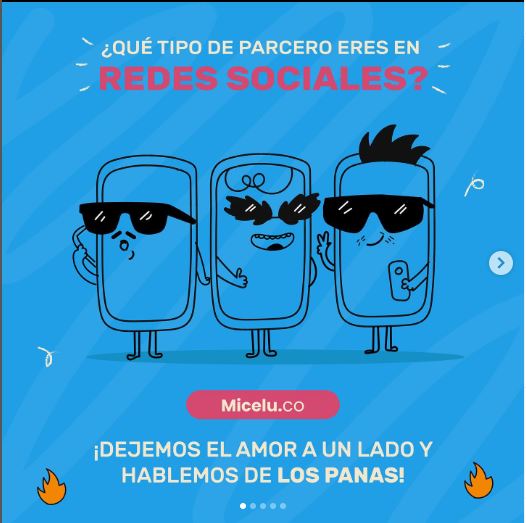 ¿QUÉ TIPO DE PARCERO ERES EN
REDES SOCIALES?
Micelu.co
¡DEJEMOS EL AMOR A UN LADO Y
HABLEMOS DE LOS PANAS!